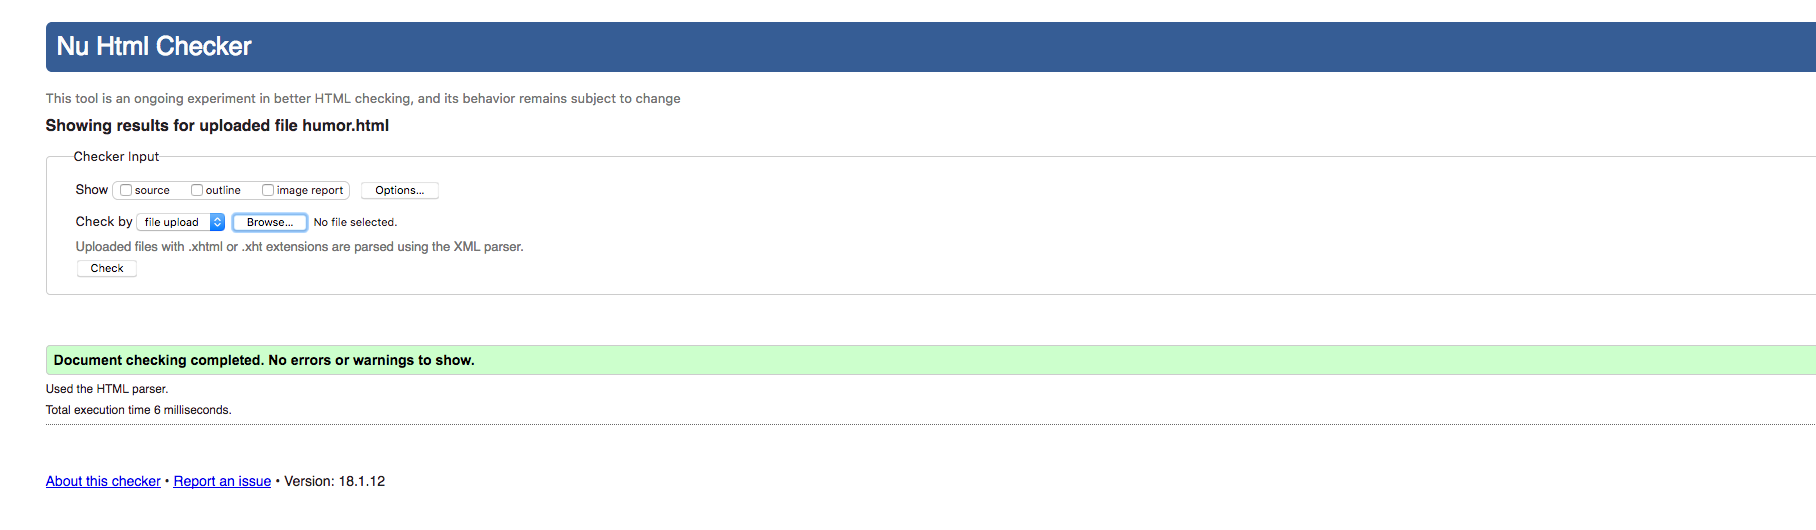 Nu Html Checker
This tool is an ongoing experiment in better HTML checking, and its behavior remains subject to change
Showing results for uploaded file humor.html
Checker Input
Show source outline image report Options...
Check by file upload Browse... No file selected.
Uploaded files with .xhtml or .xht extensions are parsed using the XML parser.
Check
Document checking completed. No errors or warnings to show.
Used the HTML parser.
Total execution time 6 milliseconds.
About this checker • Report an issue • Version: 18.1.12